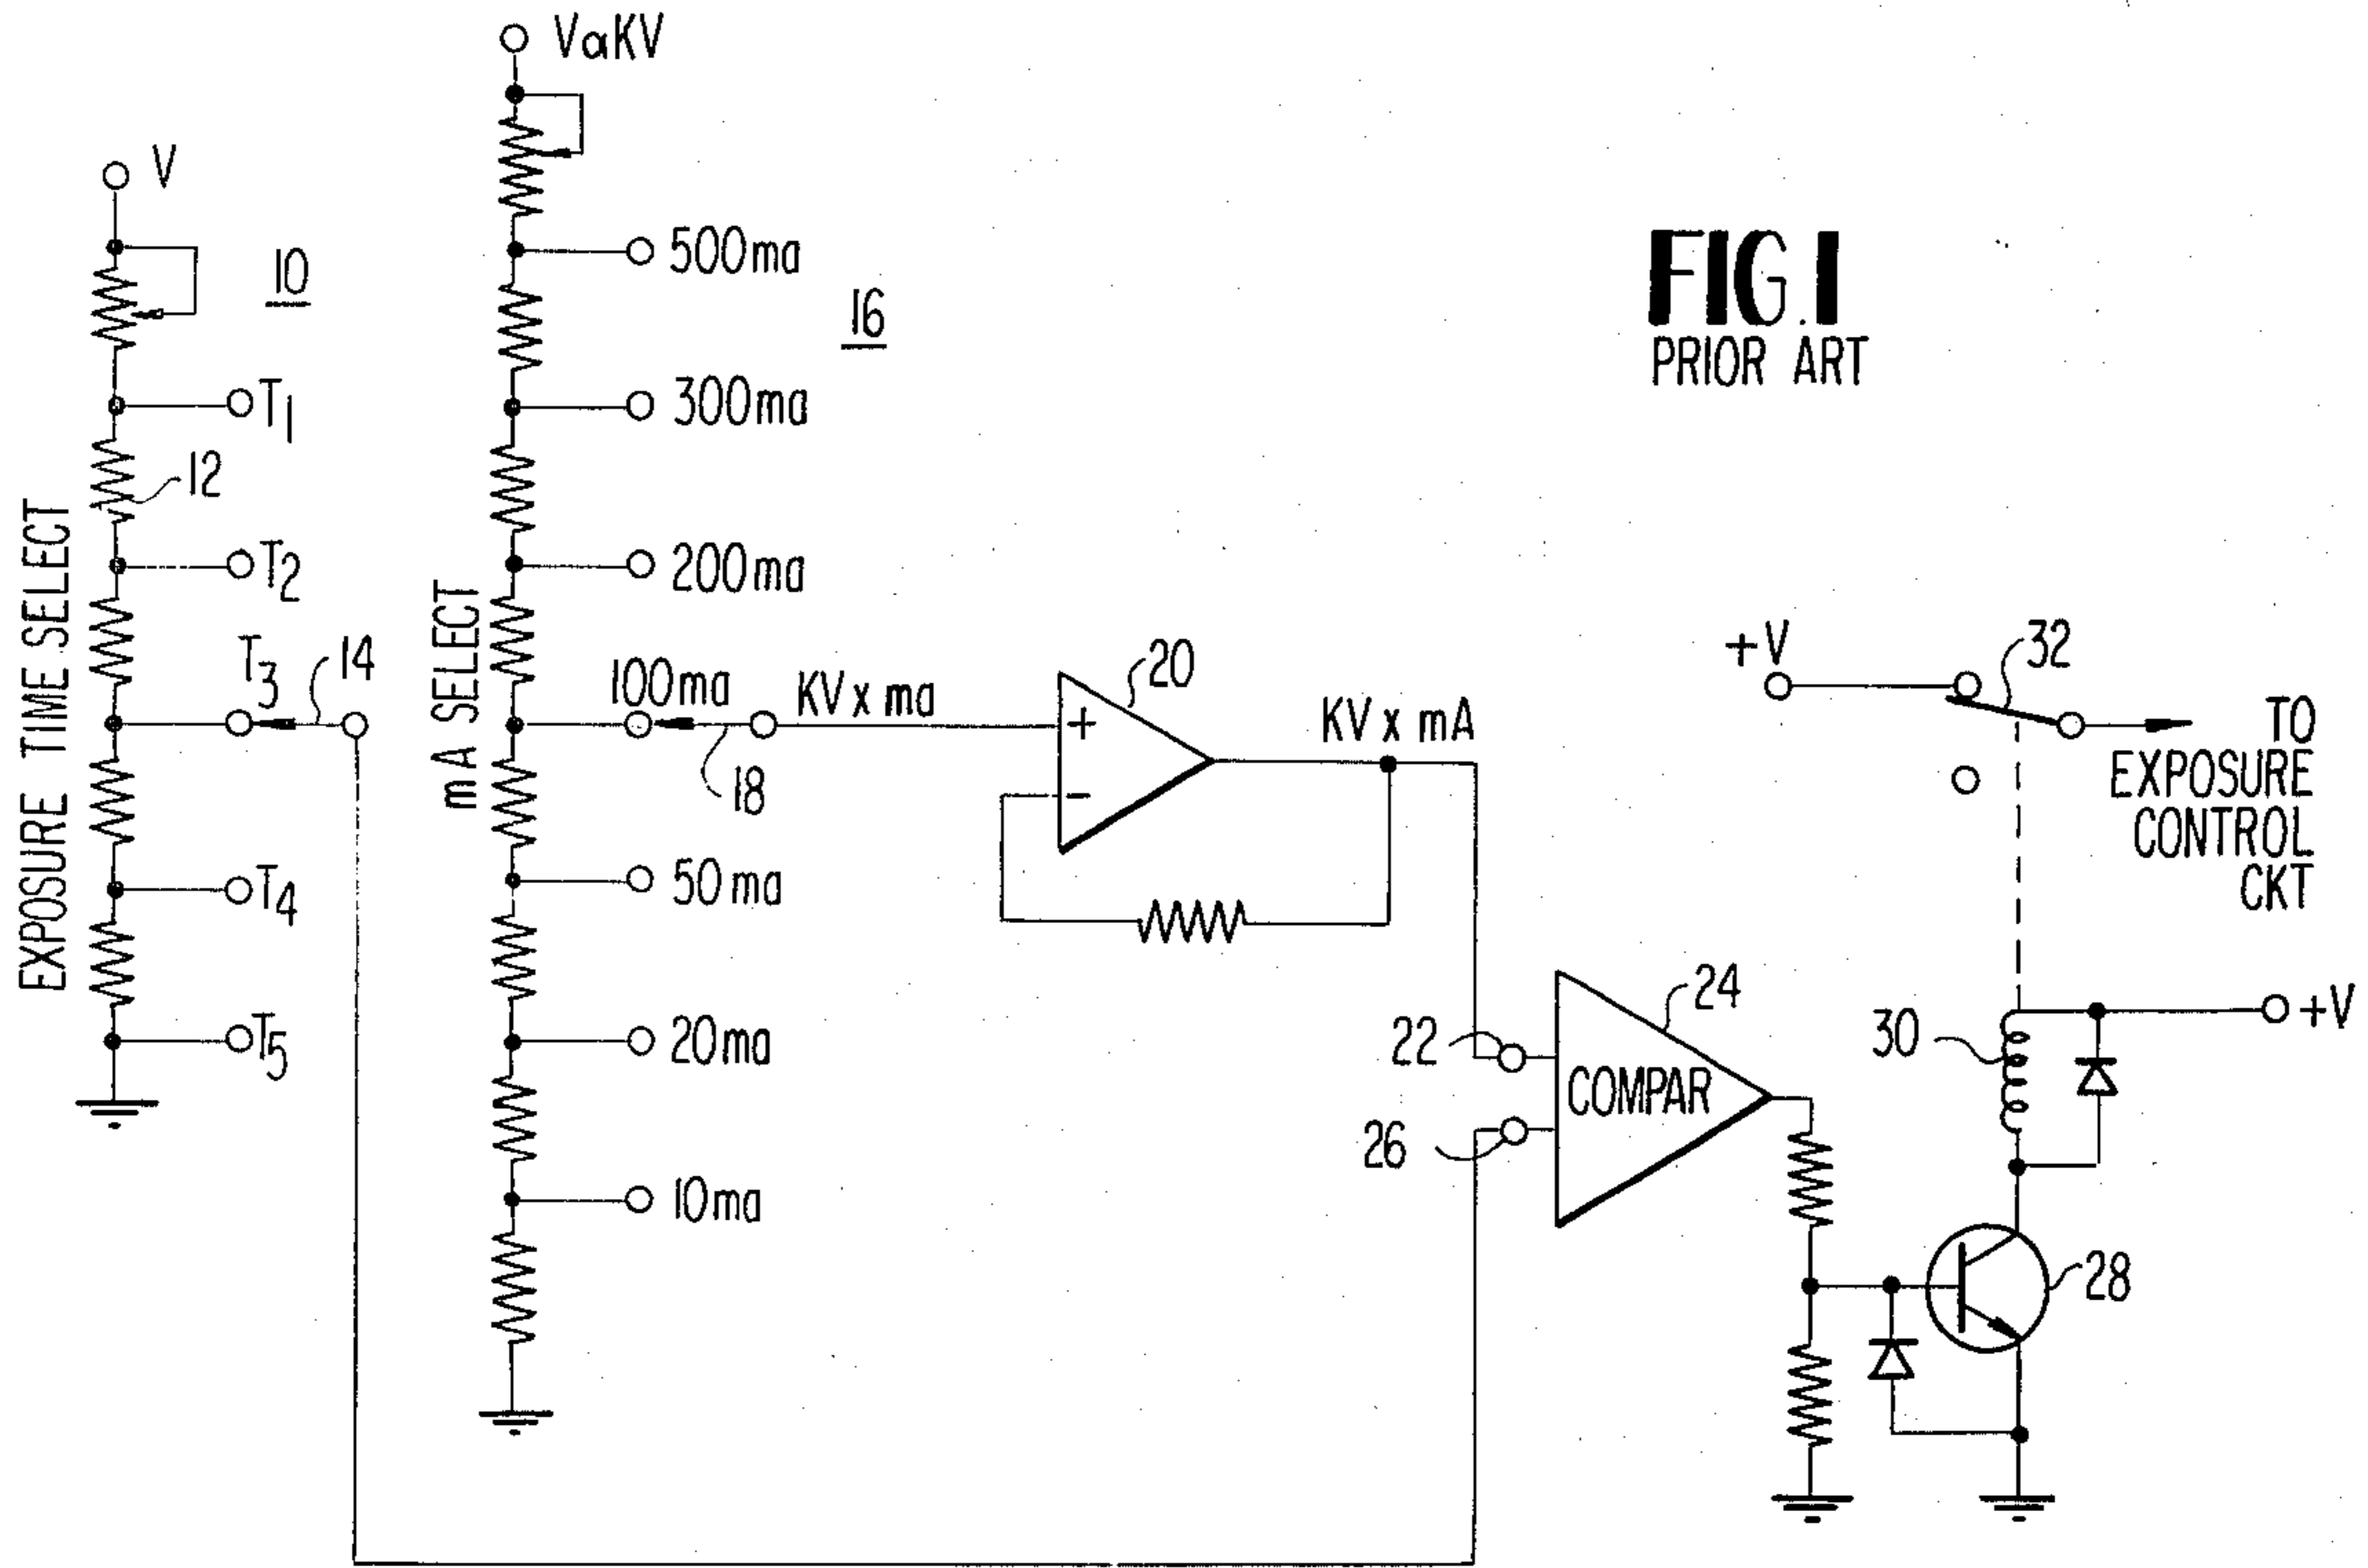 VαKV
V
10
500ma
16
FIG.1
PRIOR ART
300ma
T1
12
200ma
T2
EXPOSURE TIME SELECT
mA SELECT
T3
14
100ma
KV x ma
18
20
KV x mA
+V
32
TO
EXPOSURE
CONTROL
CKT
50ma
T4
+
-
24
22
COMPAR
26
30
+V
20ma
T5
10ma
28